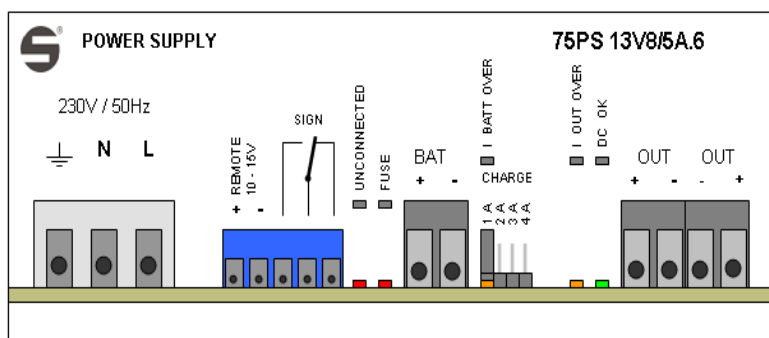 S
POWER SUPPLY
75PS 13V8/5A.6
230V / 50Hz
N L
+ REMOTE
- 10 - 15V
SIGN
UNCONNECTED
FUSE
BAT
+ -
I BATT OVER
CHARGE
1 A
2 A
3 A
4 A
I OUT OVER
DC OK
OUT OUT
+ - - +